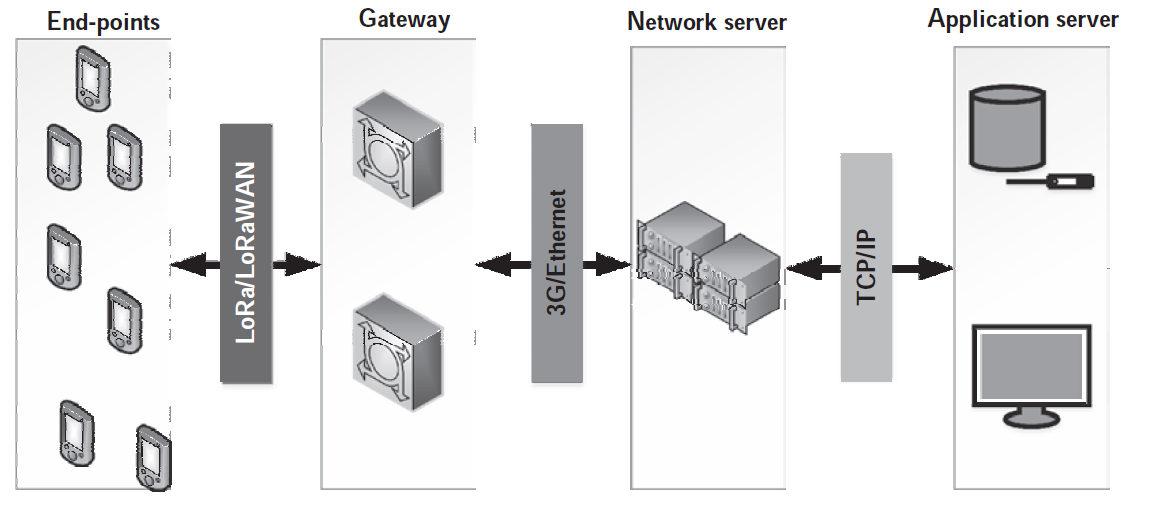 End-points
Gateway
Network server
Application server
LoRa/LoRaWAN
3G/Ethernet
TCP/IP